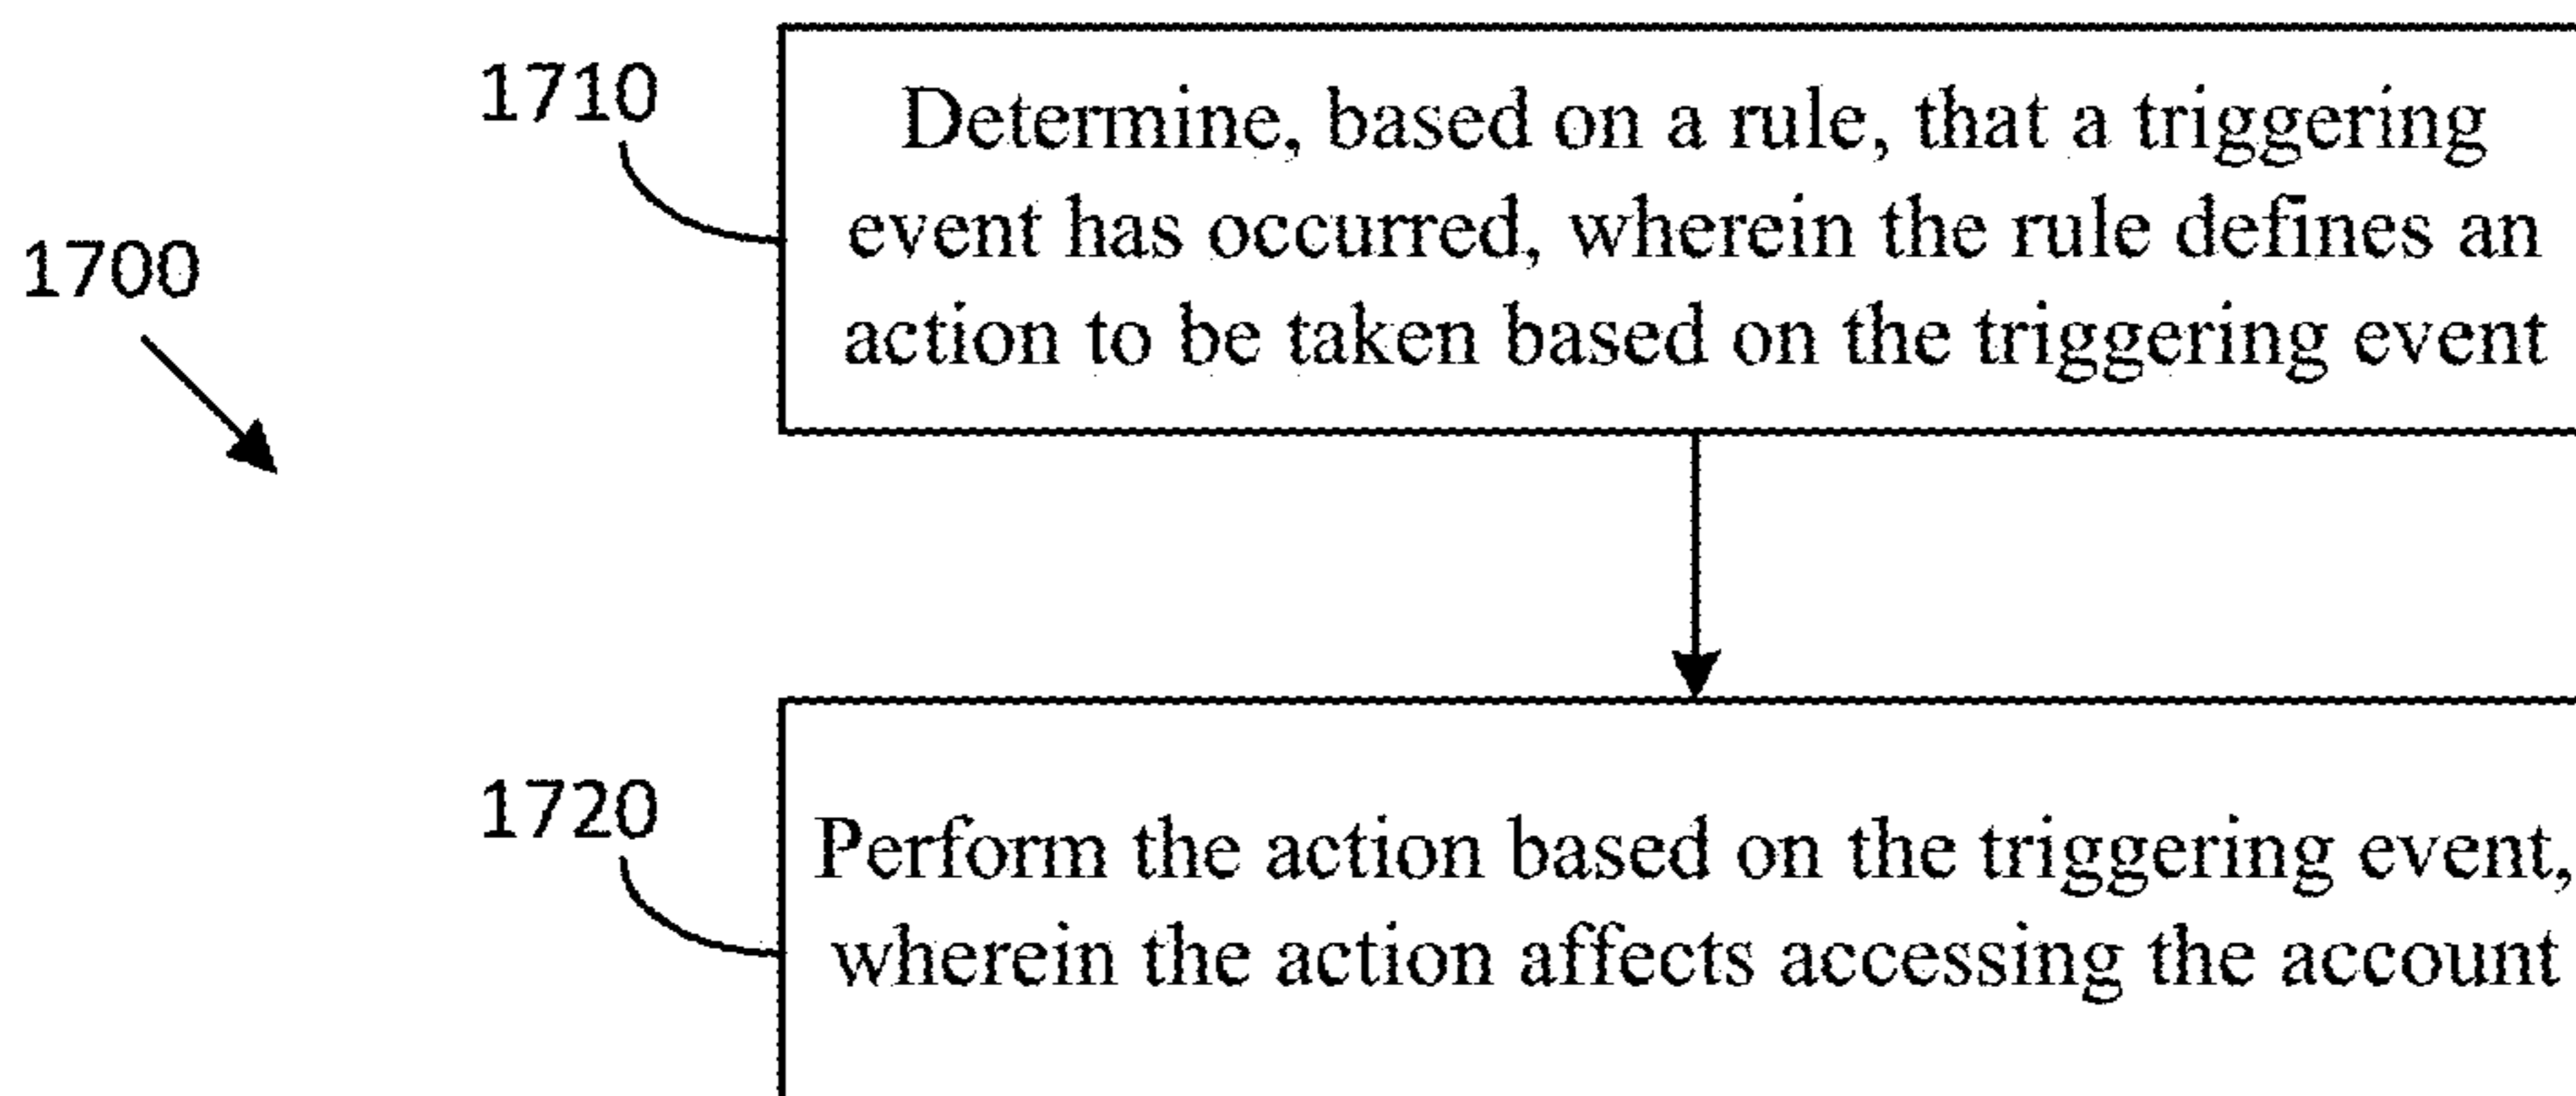 1710
Determine, based on a rule, that a triggering
event has occurred, wherein the rule defines an
action to be taken based on the triggering event
1700
1720
Perform the action based on the triggering event,
wherein the action affects accessing the account